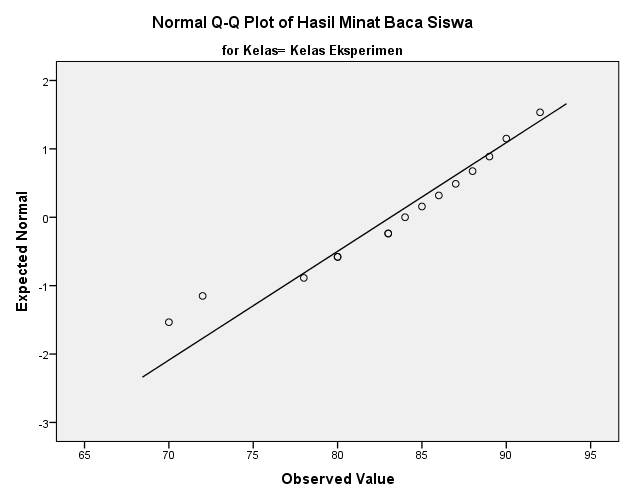 Normal Q-Q Plot of Hasil Minat Baca Siswa
for Kelas= Kelas Eksperimen
Expected Normal
2
1
0
-1
-2
-3
65 70 75 80 85 90 95
Observed Value